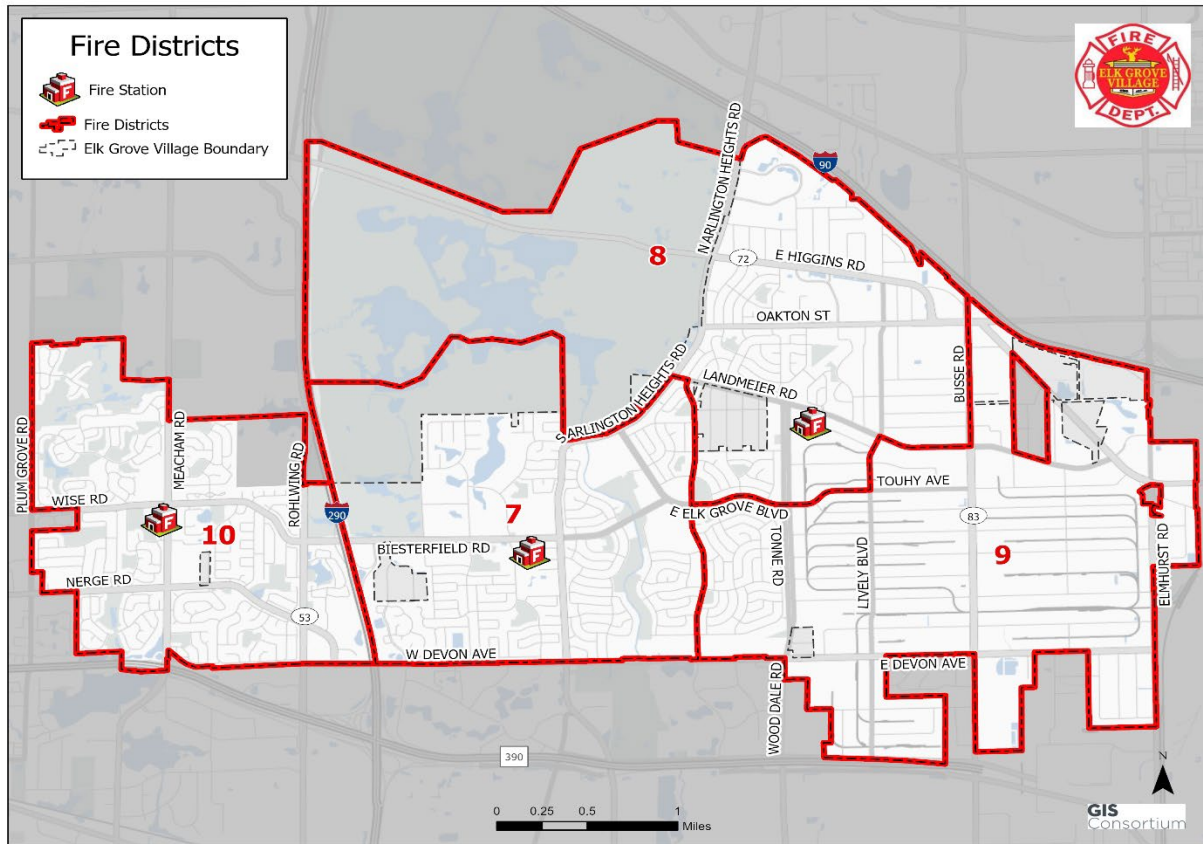 Fire Districts
F
Fire Station
Fire Districts
Elk Grove Village Boundary
FIRE
ELK GROVE
VILLAGE
DEPT.
90
N ARLINGTON HEIGHTS RD
8
72
E HIGGINS RD
OAKTON ST
S ARLINGTON HEIGHTS RD
LANDMEIER RD
BUSSE RD
F
PLUM GROVE RD
MEACHAM RD
ROHLWING RD
WISE RD
F
10
290
7
BIESTERFIELD RD
F
E ELK GROVE BLVD
TOUHY AVE
83
9
TONNE RD
LIVELY BLVD
ELMHURST RD
NERGE RD
53
W DEVON AVE
E DEVON AVE
WOOD DALE RD
390
N
0 0.25 0.5 1
Miles
GIS
Consortium